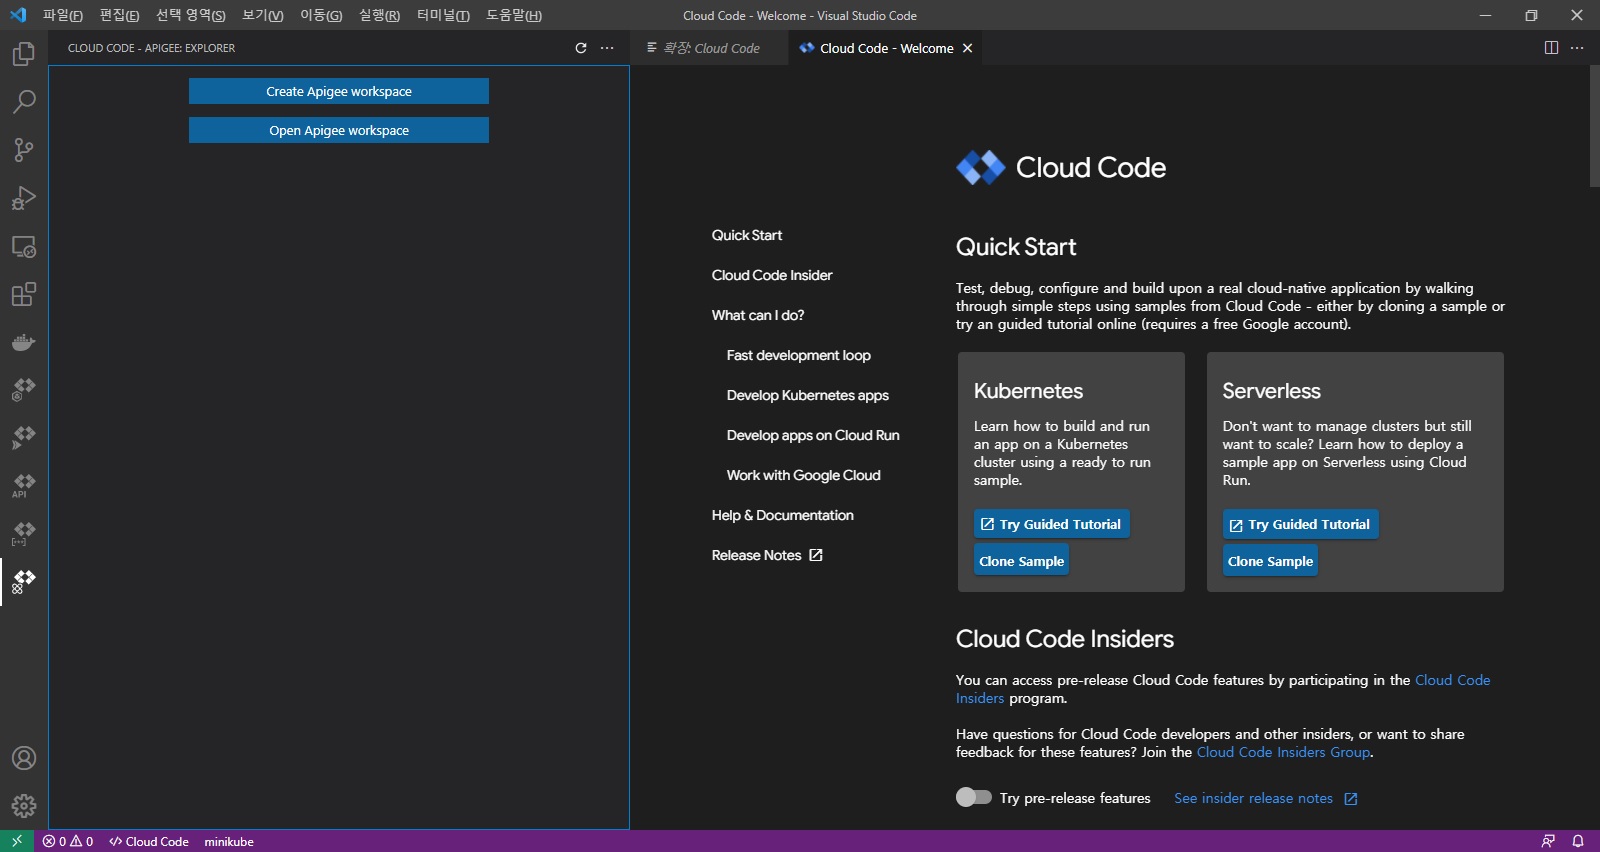 파일(F) 편집(E) 선택 영역(S) 보기(V) 이동(G) 실행(R) 터미널(T) 도움말(H)
Cloud Code - Welcome - Visual Studio Code
CLOUD CODE - APIGEE: EXPLORER
확장: Cloud Code
Cloud Code - Welcome
Create Apigee workspace
Open Apigee workspace
API
Cloud Code
Quick Start
Cloud Code Insider
What can I do?
Fast development loop
Develop Kubernetes apps
Develop apps on Cloud Run
Work with Google Cloud
Help & Documentation
Release Notes
Quick Start
Test, debug, configure and build upon a real cloud-native application by walking
through simple steps using samples from Cloud Code - either by cloning a sample or
try an guided tutorial online (requires a free Google account).
Kubernetes
Learn how to build and run
an app on a Kubernetes
cluster using a ready to run
sample.
Try Guided Tutorial
Clone Sample
Serverless
Don't want to manage clusters but still
want to scale? Learn how to deploy a
sample app on Serverless using Cloud
Run.
Try Guided Tutorial
Clone Sample
Cloud Code Insiders
You can access pre-release Cloud Code features by participating in the Cloud Code
Insiders program.
Have questions for Cloud Code developers and other insiders, or want to share
feedback for these features? Join the Cloud Code Insiders Group.
Try pre-release features See insider release notes
0 0 Cloud Code minikube